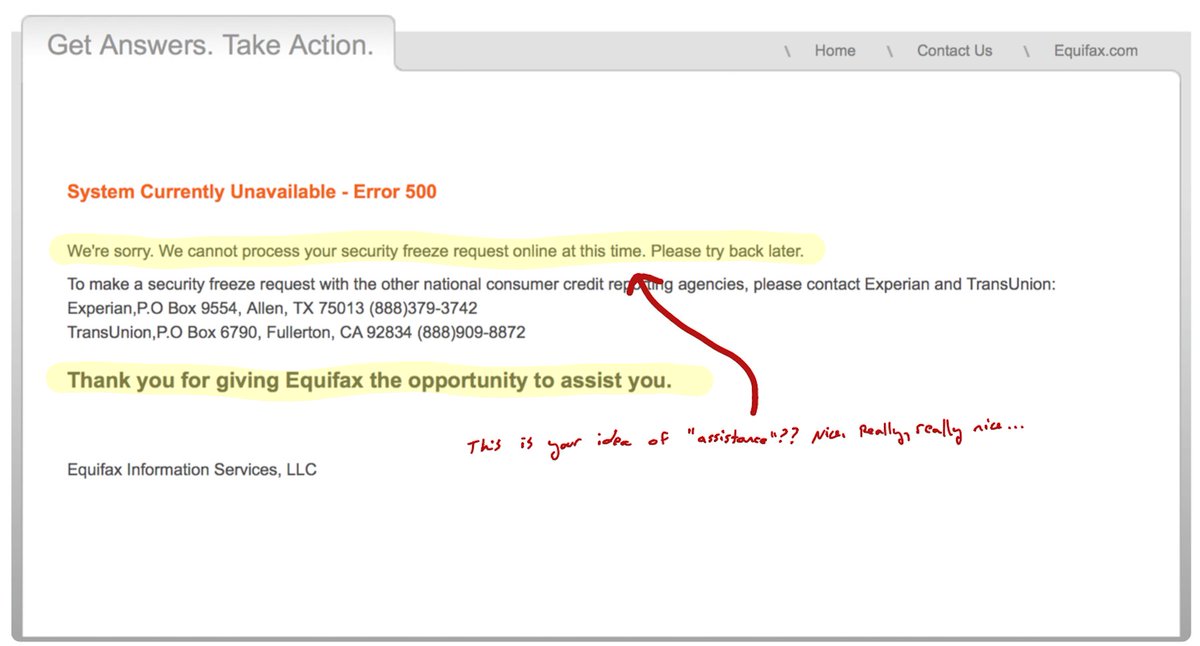 Get Answers. Take Action.
\ Home \ Contact Us \ Equifax.com
System Currently Unavailable - Error 500
We're sorry. We cannot process your security freeze request online at this time. Please try back later.
To make a security freeze request with the other national consumer credit reporting agencies, please contact Experian and TransUnion:
Experian,P.O Box 9554, Allen, TX 75013 (888)379-3742
TransUnion,P.O Box 6790, Fullerton, CA 92834 (888)909-8872
Thank you for giving Equifax the opportunity to assist you.
This is your idea of "assistance"?? Nice. Really, really nice...
Equifax Information Services, LLC